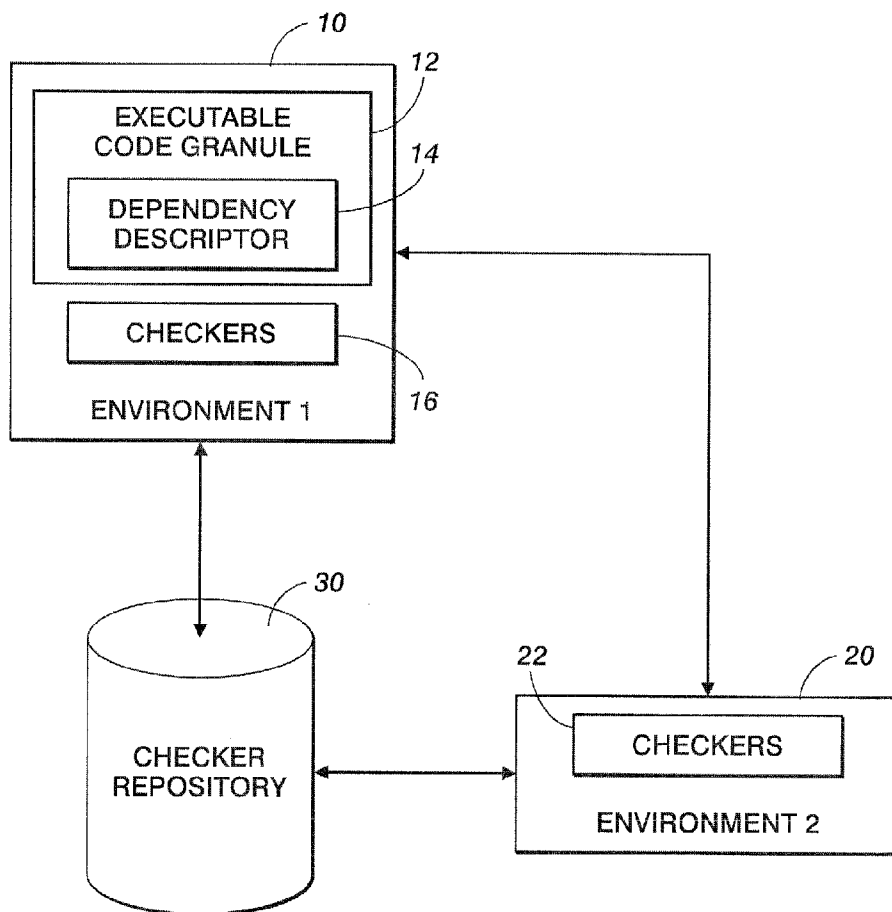 10
12
EXECUTABLE
CODE GRANULE
14
DEPENDENCY
DESCRIPTOR
CHECKERS
16
ENVIRONMENT 1
30
CHECKER
REPOSITORY
22
20
CHECKERS
ENVIRONMENT 2